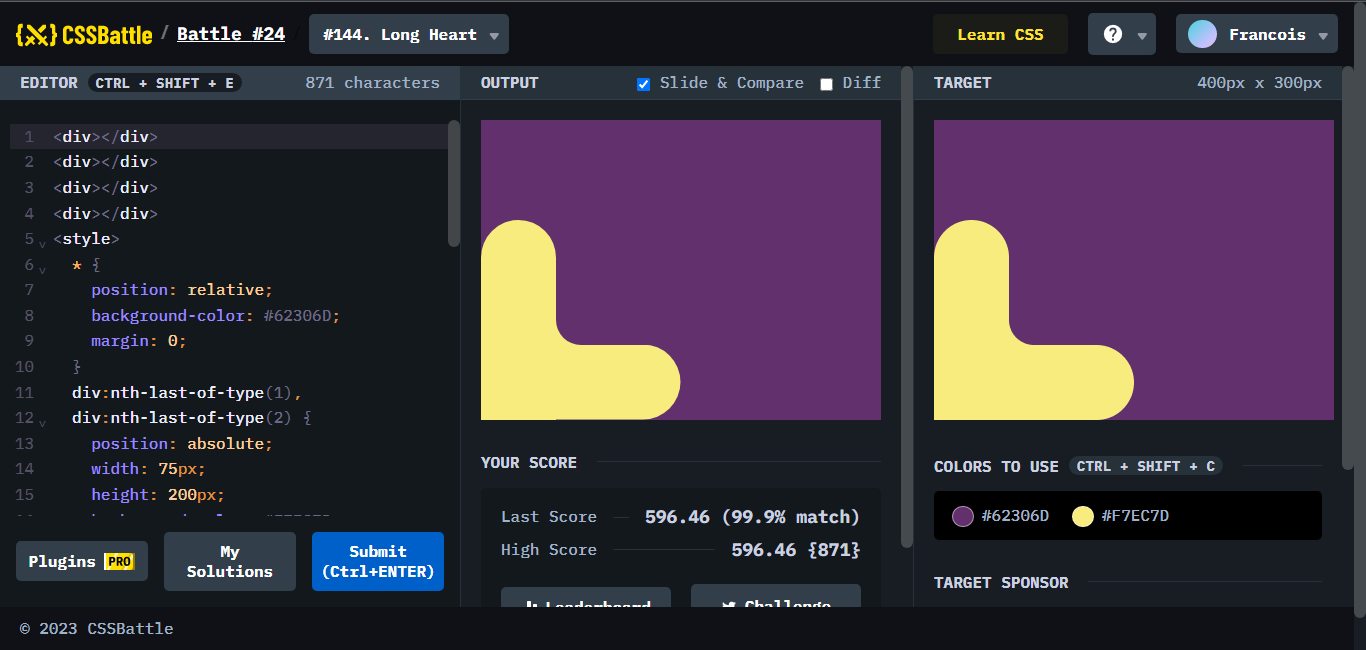 {X} CSSBattle / Battle #24 / #144. Long Heart
Learn CSS
?
Francois
EDITOR CTRL + SHIFT + E 871 characters
1 <div></div>
2 <div></div>
3 <div></div>
4 <div></div>
5 <style>
6 * {
7 position: relative;
8 background-color: #62306D;
9 margin: 0;
10 }
11 div:nth-last-of-type(1),
12 div:nth-last-of-type(2) {
13 position: absolute;
14 width: 75px;
15 height: 200px;
Plugins PRO
My Solutions
Submit (Ctrl+ENTER)
OUTPUT Slide & Compare Diff
YOUR SCORE
Last Score 596.46 (99.9% match)
High Score 596.46 {871}
Leaderboard Challenge
TARGET 400px x 300px
COLORS TO USE CTRL + SHIFT + C
#62306D #F7EC7D
TARGET SPONSOR
© 2023 CSSBattle